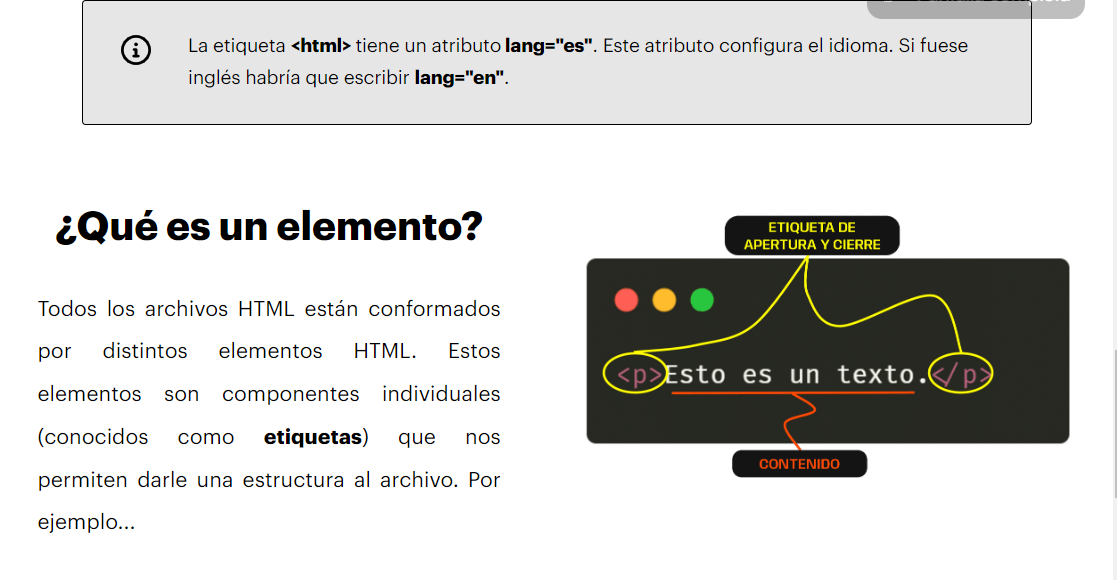 La etiqueta <html> tiene un atributo lang="es". Este atributo configura el idioma. Si fuese
inglés habría que escribir lang="en".
¿Qué es un elemento?
Todos los archivos HTML están conformados
por distintos elementos HTML. Estos
elementos son componentes individuales
(conocidos como etiquetas) que nos
permiten darle una estructura al archivo. Por
ejemplo...
ETIQUETA DE
APERTURA Y CIERRE
<p>Esto es un texto.</p>
CONTENIDO